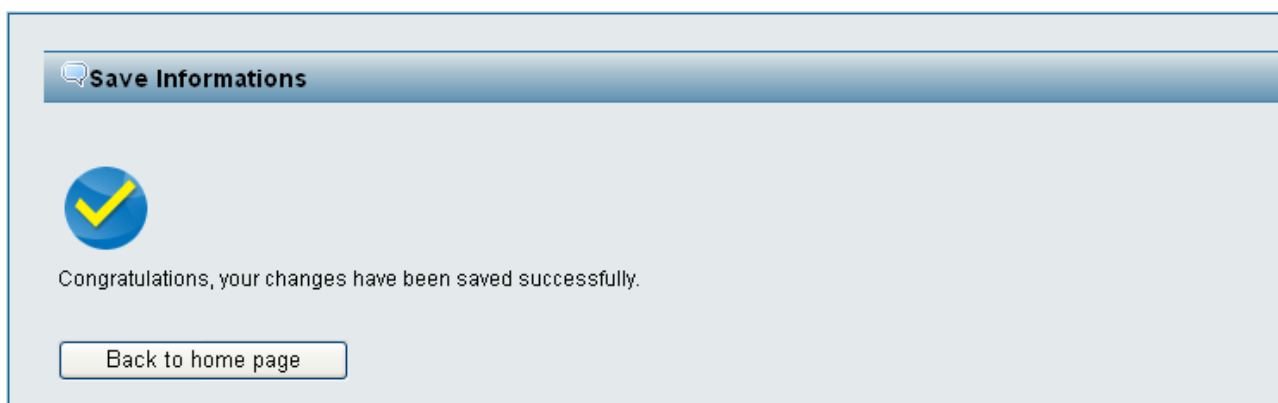 Save Informations
Congratulations, your changes have been saved successfully.
Back to home page